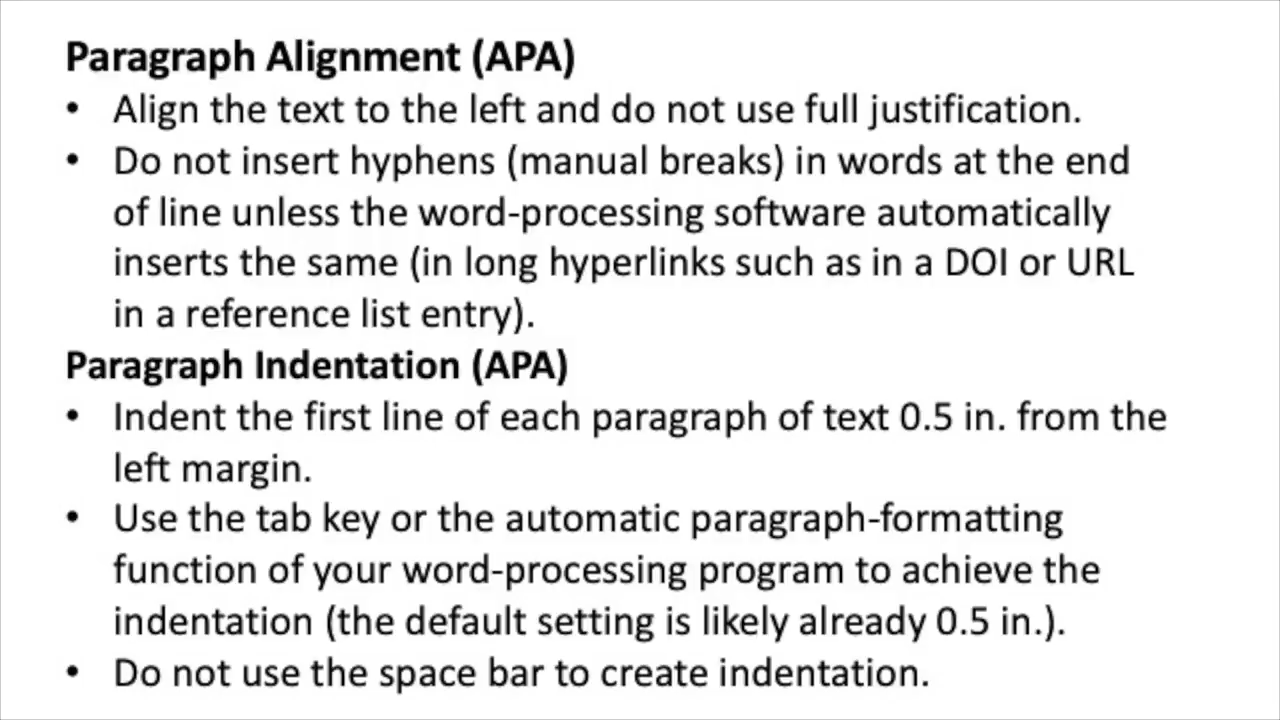 Paragraph Alignment (APA)
• Align the text to the left and do not use full justification.
• Do not insert hyphens (manual breaks) in words at the end
of line unless the word-processing software automatically
inserts the same (in long hyperlinks such as in a DOI or URL
in a reference list entry).
Paragraph Indentation (APA)
• Indent the first line of each paragraph of text 0.5 in. from the
left margin.
• Use the tab key or the automatic paragraph-formatting
function of your word-processing program to achieve the
indentation (the default setting is likely already 0.5 in.).
• Do not use the space bar to create indentation.